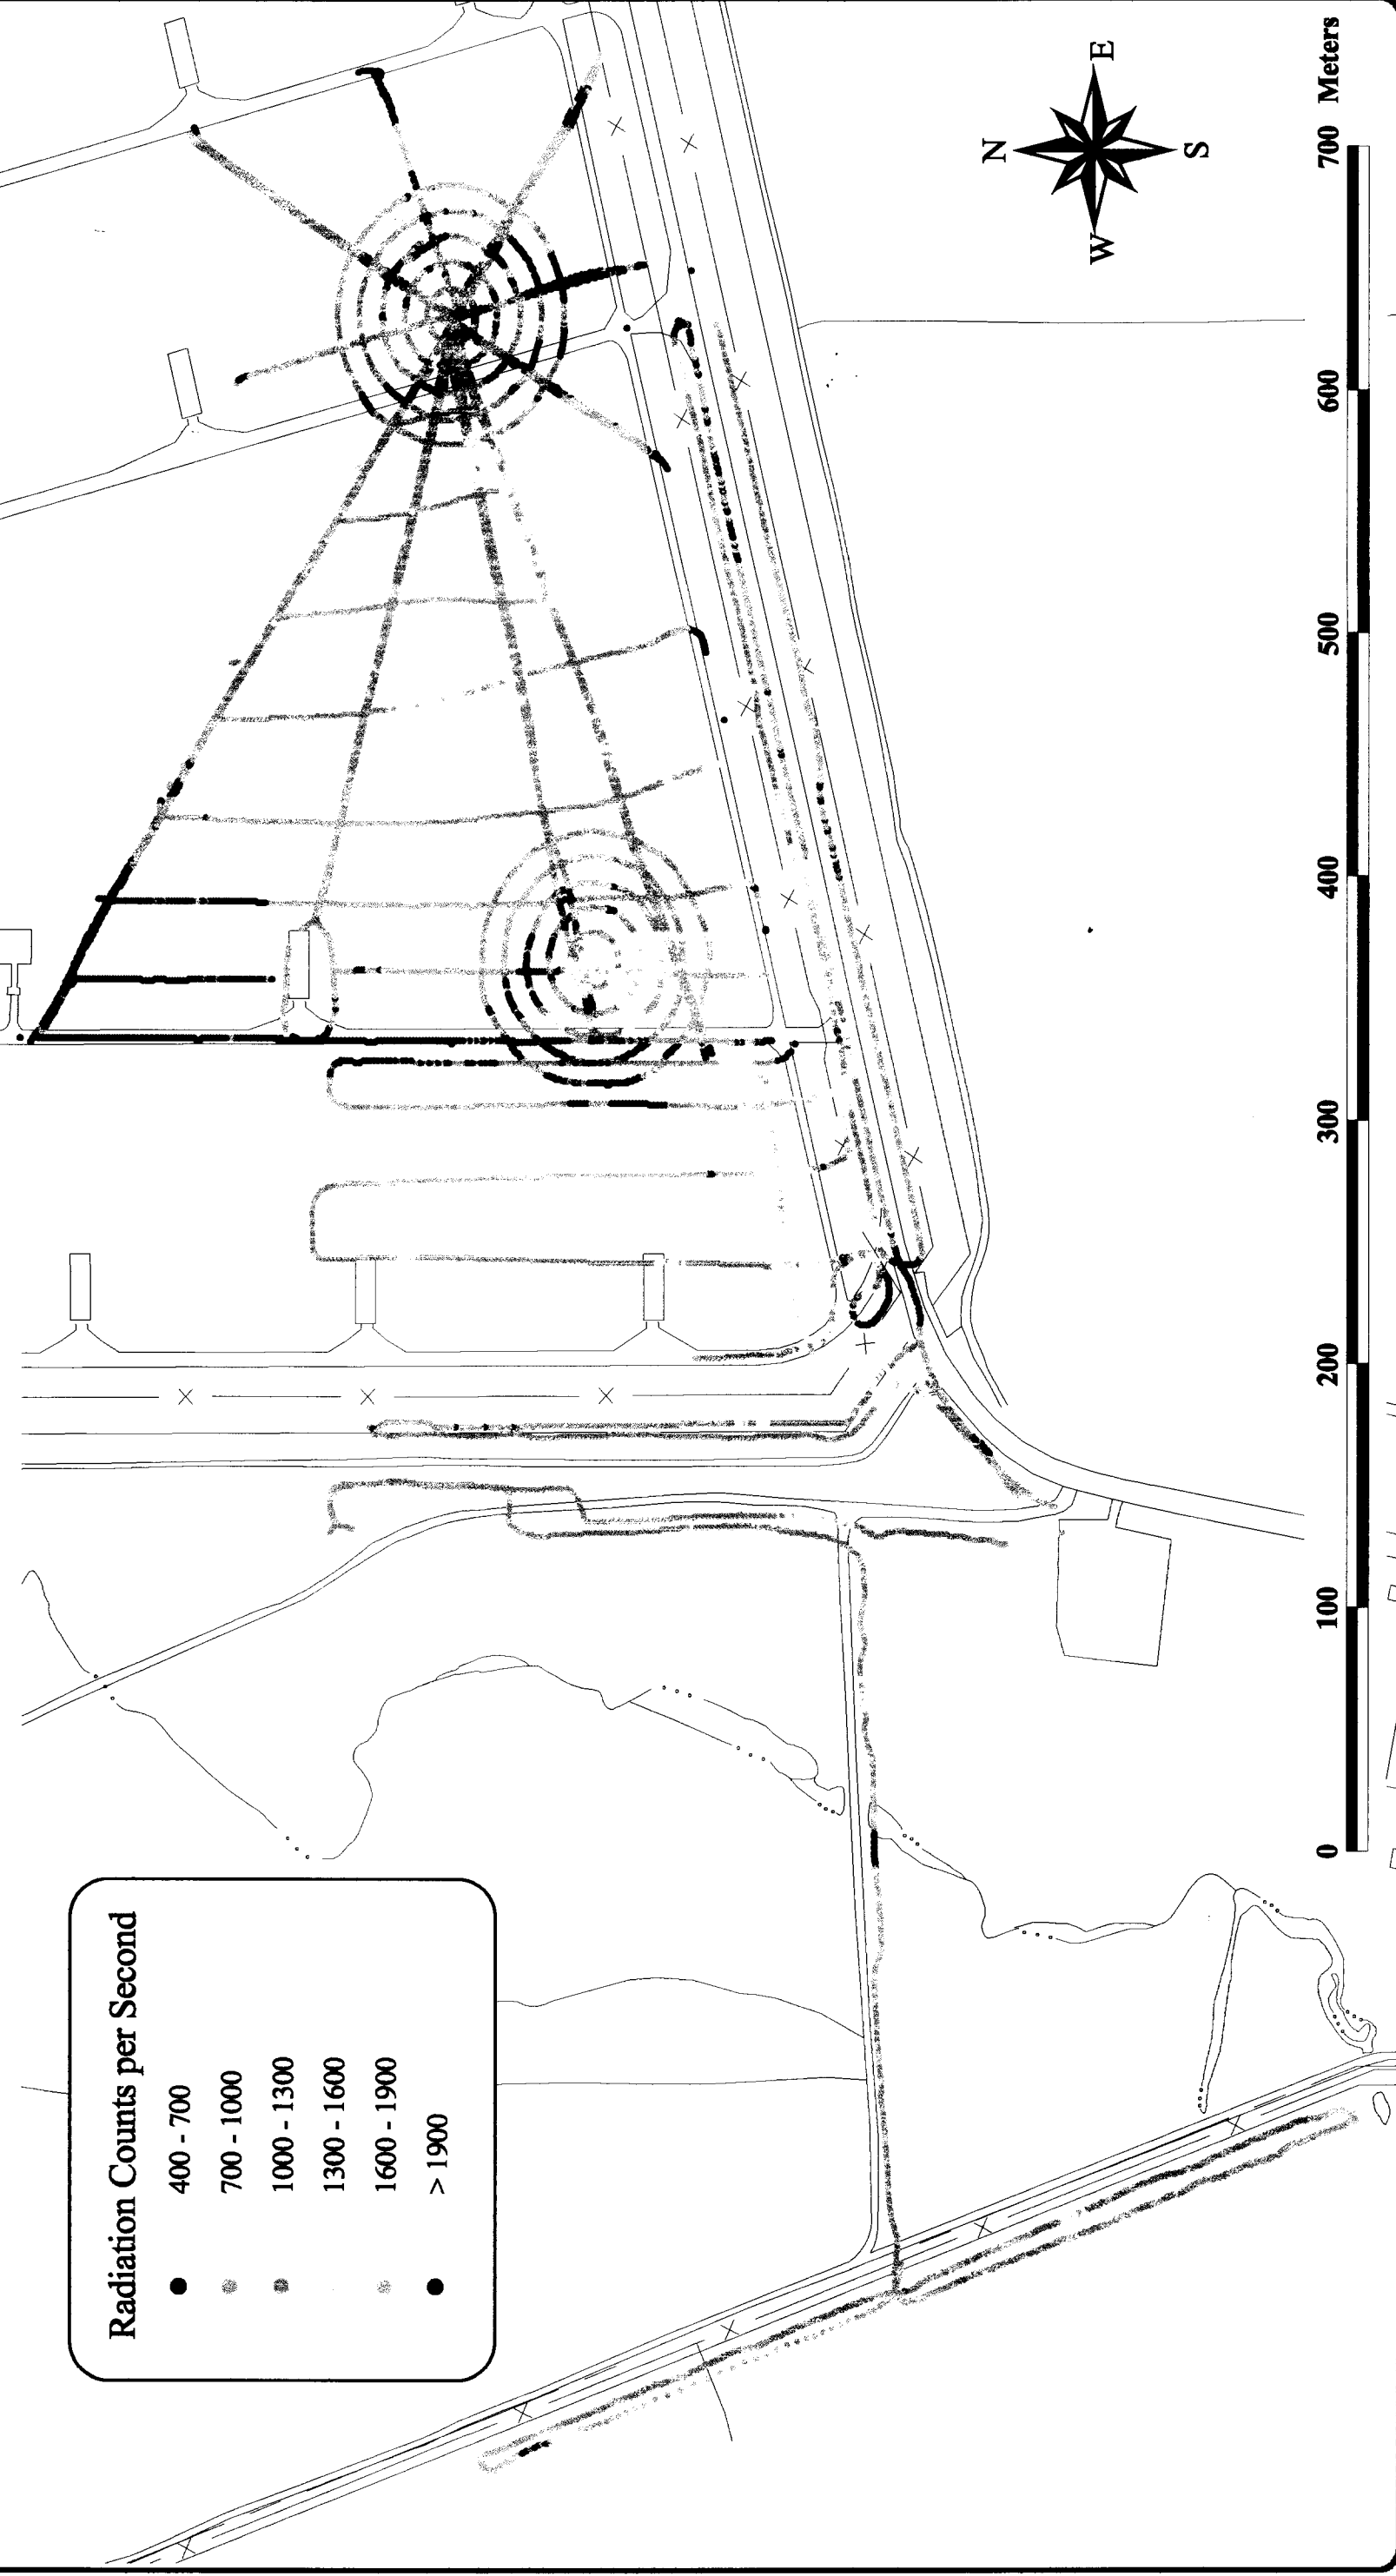 Radiation Counts per Second
400 - 700
700 - 1000
1000 - 1300
1300 - 1600
1600 - 1900
> 1900
N
W
E
S
0 100 200 300 400 500 600 700 Meters